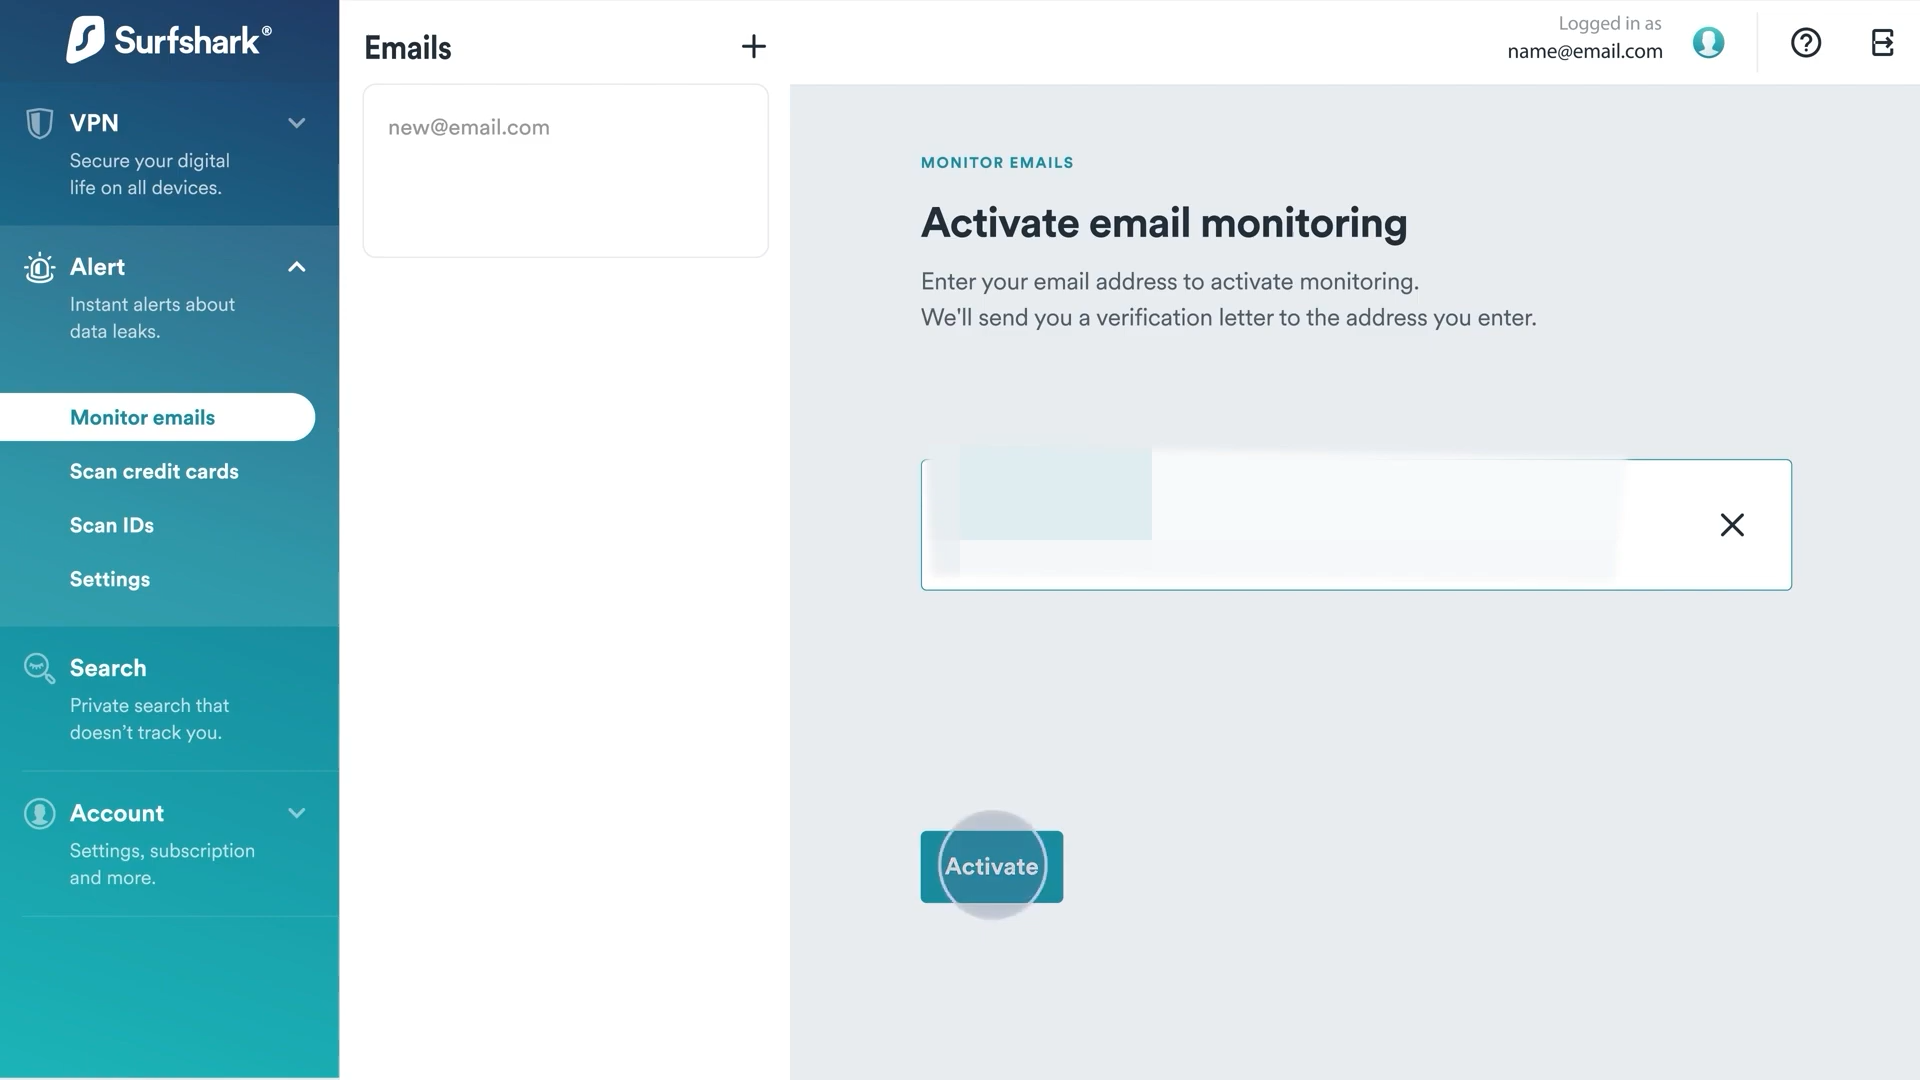 Surfshark®
VPN
Secure your digital
life on all devices.
Alert
Instant alerts about
data leaks.
Monitor emails
Scan credit cards
Scan IDs
Settings
Search
Private search that
doesn't track you.
Account
Settings, subscription
and more.
Emails
new@email.com
Logged in as
name@email.com
MONITOR EMAILS
Activate email monitoring
Enter your email address to activate monitoring.
We'll send you a verification letter to the address you enter.
Activate